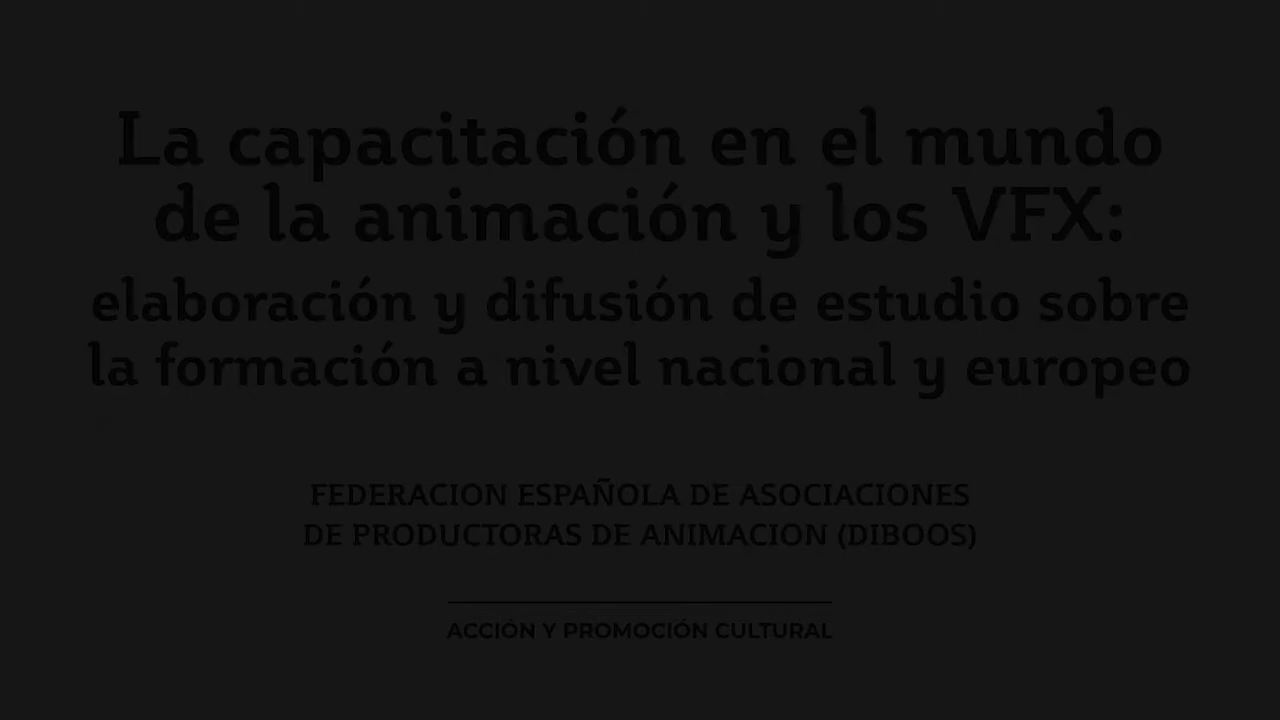 La capacitación en el mundo
de la animación y los VFX:
elaboración y difusión de estudio sobre
la formación a nivel nacional y europeo
FEDERACION ESPAÑOLA DE ASOCIACIONES
DE PRODUCTORAS DE ANIMACION (DIBOOS)
ACCIÓN Y PROMOCIÓN CULTURAL